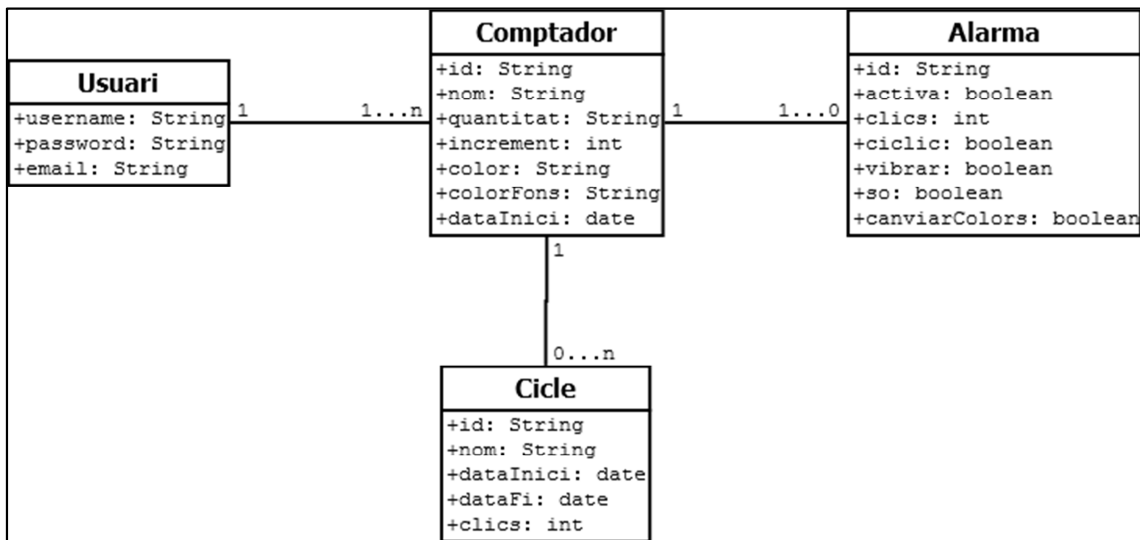 Usuari
+username: String
+password: String
+email: String
1
1...n
Comptador
+id: String
+nom: String
+quantitat: String
+increment: int
+color: String
+colorFons: String
+dataInici: date
1
1...0
Alarma
+id: String
+activa: boolean
+clics: int
+ciclic: boolean
+vibrar: boolean
+so: boolean
+canviarColors: boolean
1
0...n
Cicle
+id: String
+nom: String
+dataInici: date
+dataFi: date
+clics: int